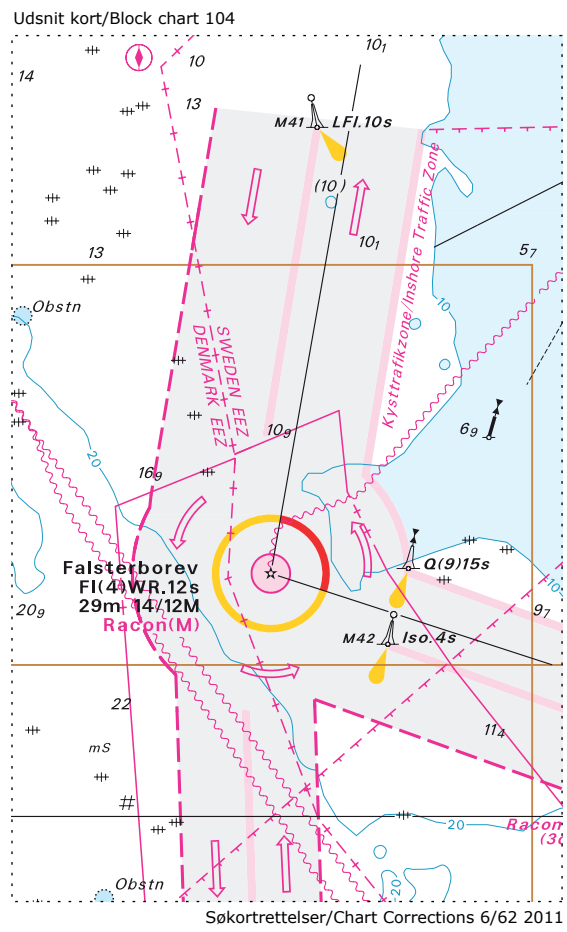 Udsnit kort/Block chart 104
10₁
10
14
13
M41 LFl.10s
(10)
10₁
Kysttrafikzone/Inshore Traffic Zone
13
5₇
Obstn
10
SWEDEN EEZ
DENMARK EEZ
6₉
10₉
20
16₉
Falsterborev
Fl(4)WR.12s
29m 14/12M
Racon(M)
Q(9)15s
10
20₉
9₇
M42 Iso.4s
22
11₄
mS
#
20
Racon
(30
Obstn
20
Søkortrettelser/Chart Corrections 6/62 2011